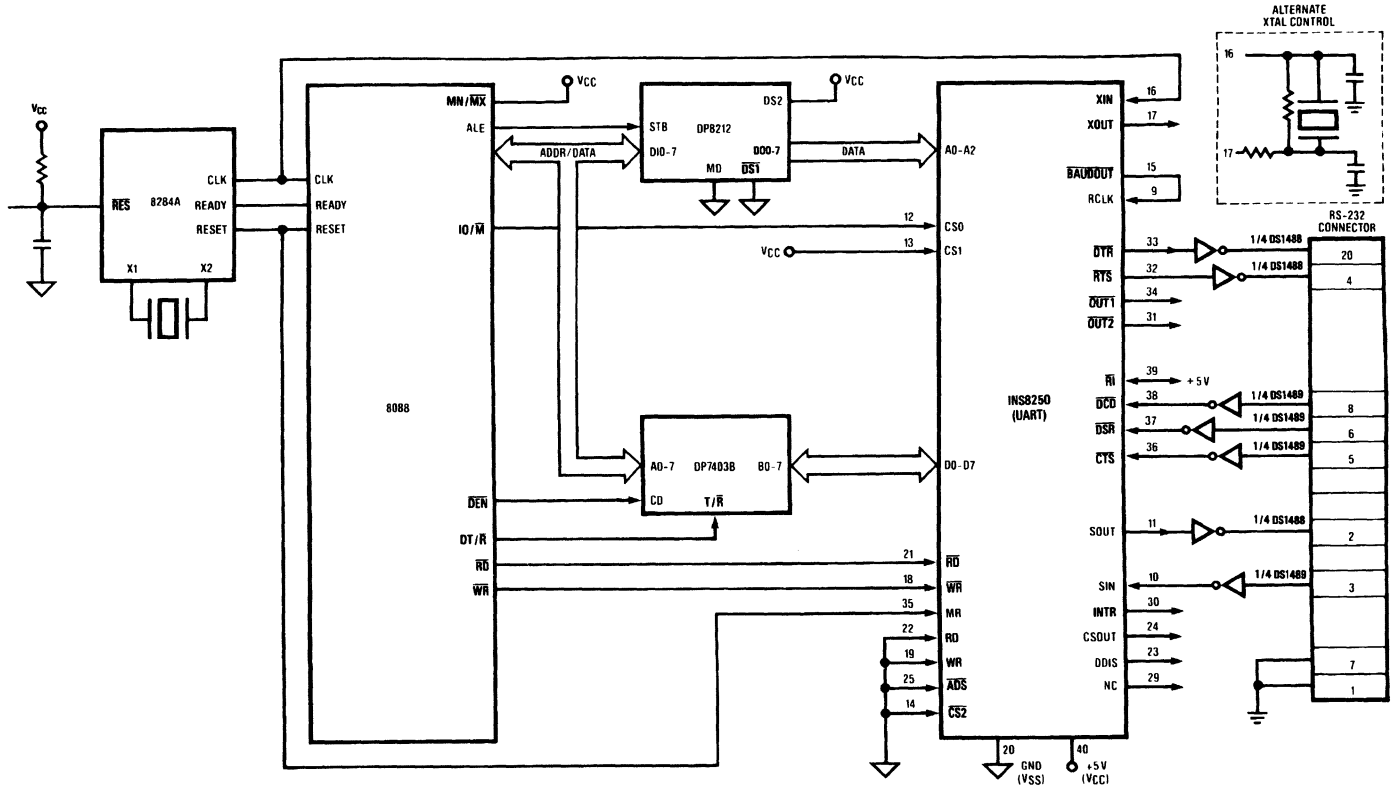 ALTERNATE
XTAL CONTROL
16
17
VCC
RES
8284A
CLK
READY
RESET
X1
X2
CLK
READY
RESET
8088
MN/MX
ALE
IO/M
DEN
DT/R
RD
WR
VCC
ADDR/DATA
STB
DI0-7
DP8212
DS2
DO0-7
MD
DS1
VCC
DATA
A0-7
DP7403B
B0-7
CD
T/R
12
VCC
13
21
18
35
22
19
25
14
A0-A2
CS0
CS1
D0-D7
RD
WR
MR
RD
WR
ADS
CS2
INS8250
(UART)
XIN
XOUT
BAUDOUT
RCLK
DTR
RTS
OUT1
OUT2
RI
DCD
DSR
CTS
SOUT
SIN
INTR
CSOUT
DDIS
NC
16
17
15
9
33
32
34
31
39
+5V
38
37
36
11
10
30
24
23
29
20
GND
(VSS)
40
+5V
(VCC)
1/4 DS1488
1/4 DS1488
1/4 DS1489
1/4 DS1489
1/4 DS1489
1/4 DS1488
1/4 DS1489
RS-232
CONNECTOR
20
4
8
6
5
2
3
7
1